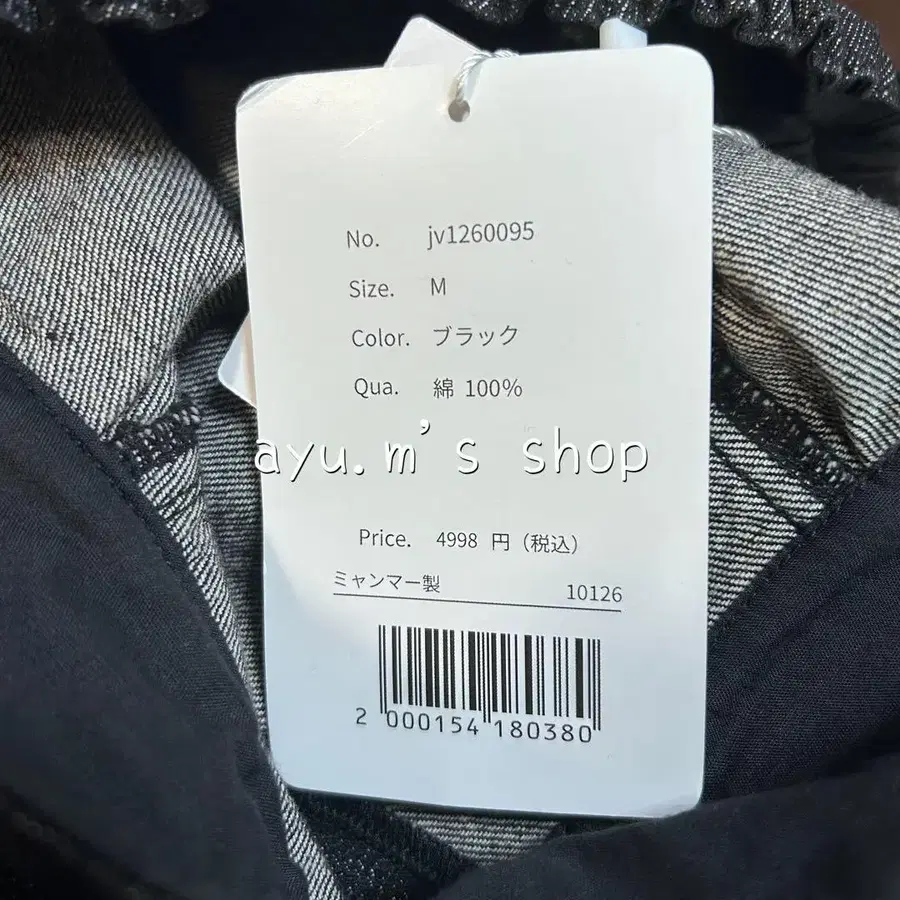 No. jv1260095
Size. M
Color. ブラック
Qua. 綿 100%
ayu.m's shop
Price. 4998 円（税込）
ミャンマー製 10126
2 000154 180380